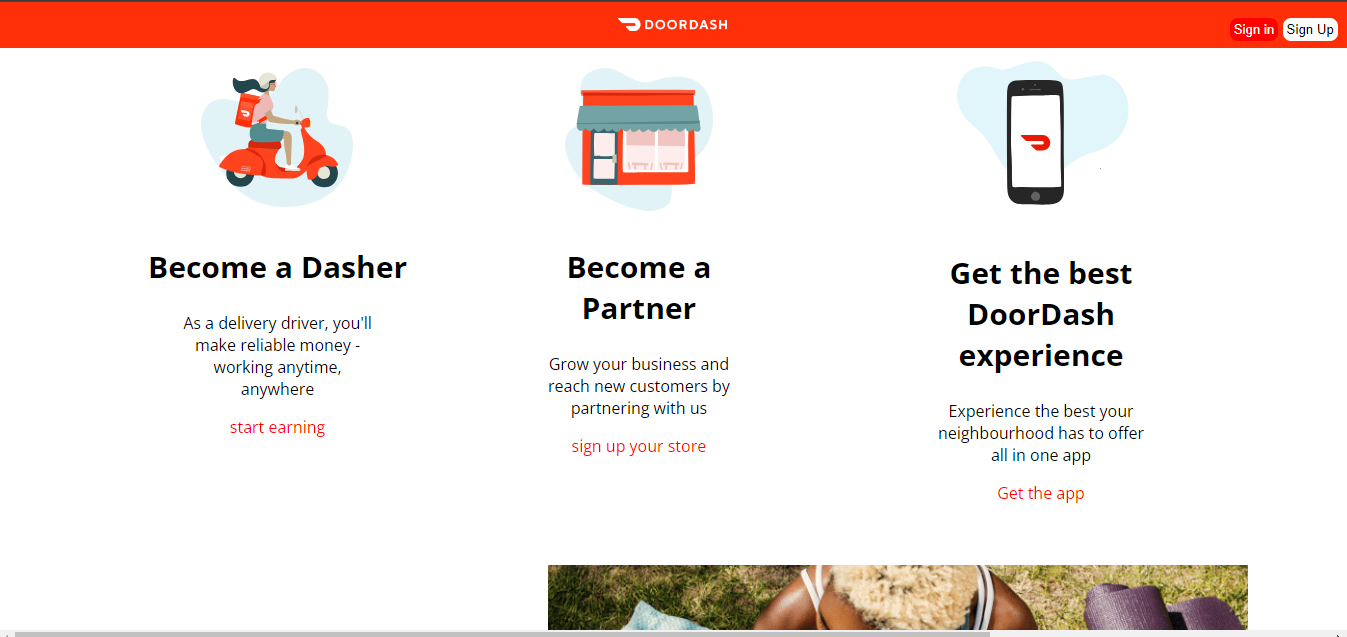 DOORDASH
Sign in
Sign Up
Become a Dasher
As a delivery driver, you'll
make reliable money -
working anytime,
anywhere
start earning
Become a
Partner
Grow your business and
reach new customers by
partnering with us
sign up your store
Get the best
DoorDash
experience
Experience the best your
neighbourhood has to offer
all in one app
Get the app